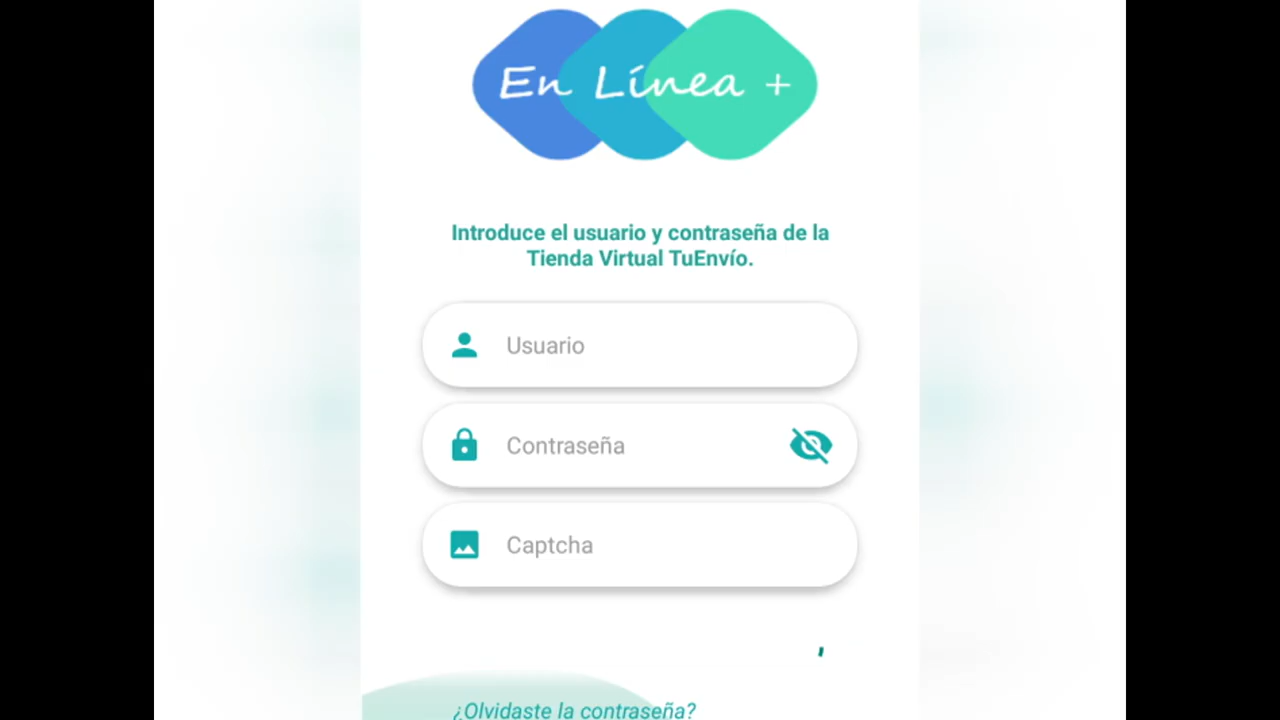 En Línea +
Introduce el usuario y contraseña de la
Tienda Virtual TuEnvío.
Usuario
Contraseña
Captcha
¿Olvidaste la contraseña?